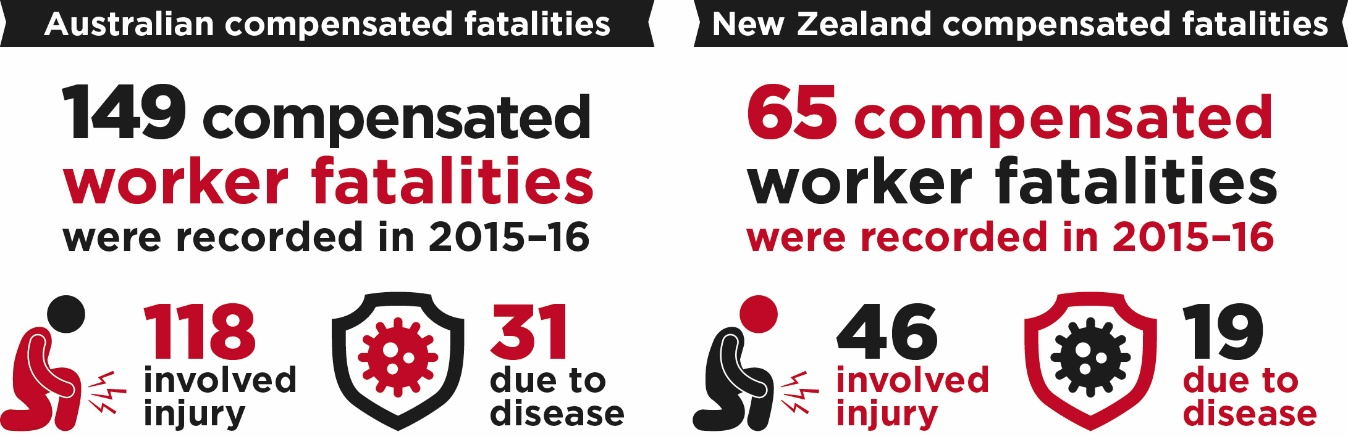 Australian compensated fatalities
149 compensated
worker fatalities
were recorded in 2015–16
118
involved
injury
31
due to
disease
New Zealand compensated fatalities
65 compensated
worker fatalities
were recorded in 2015–16
46
involved
injury
19
due to
disease